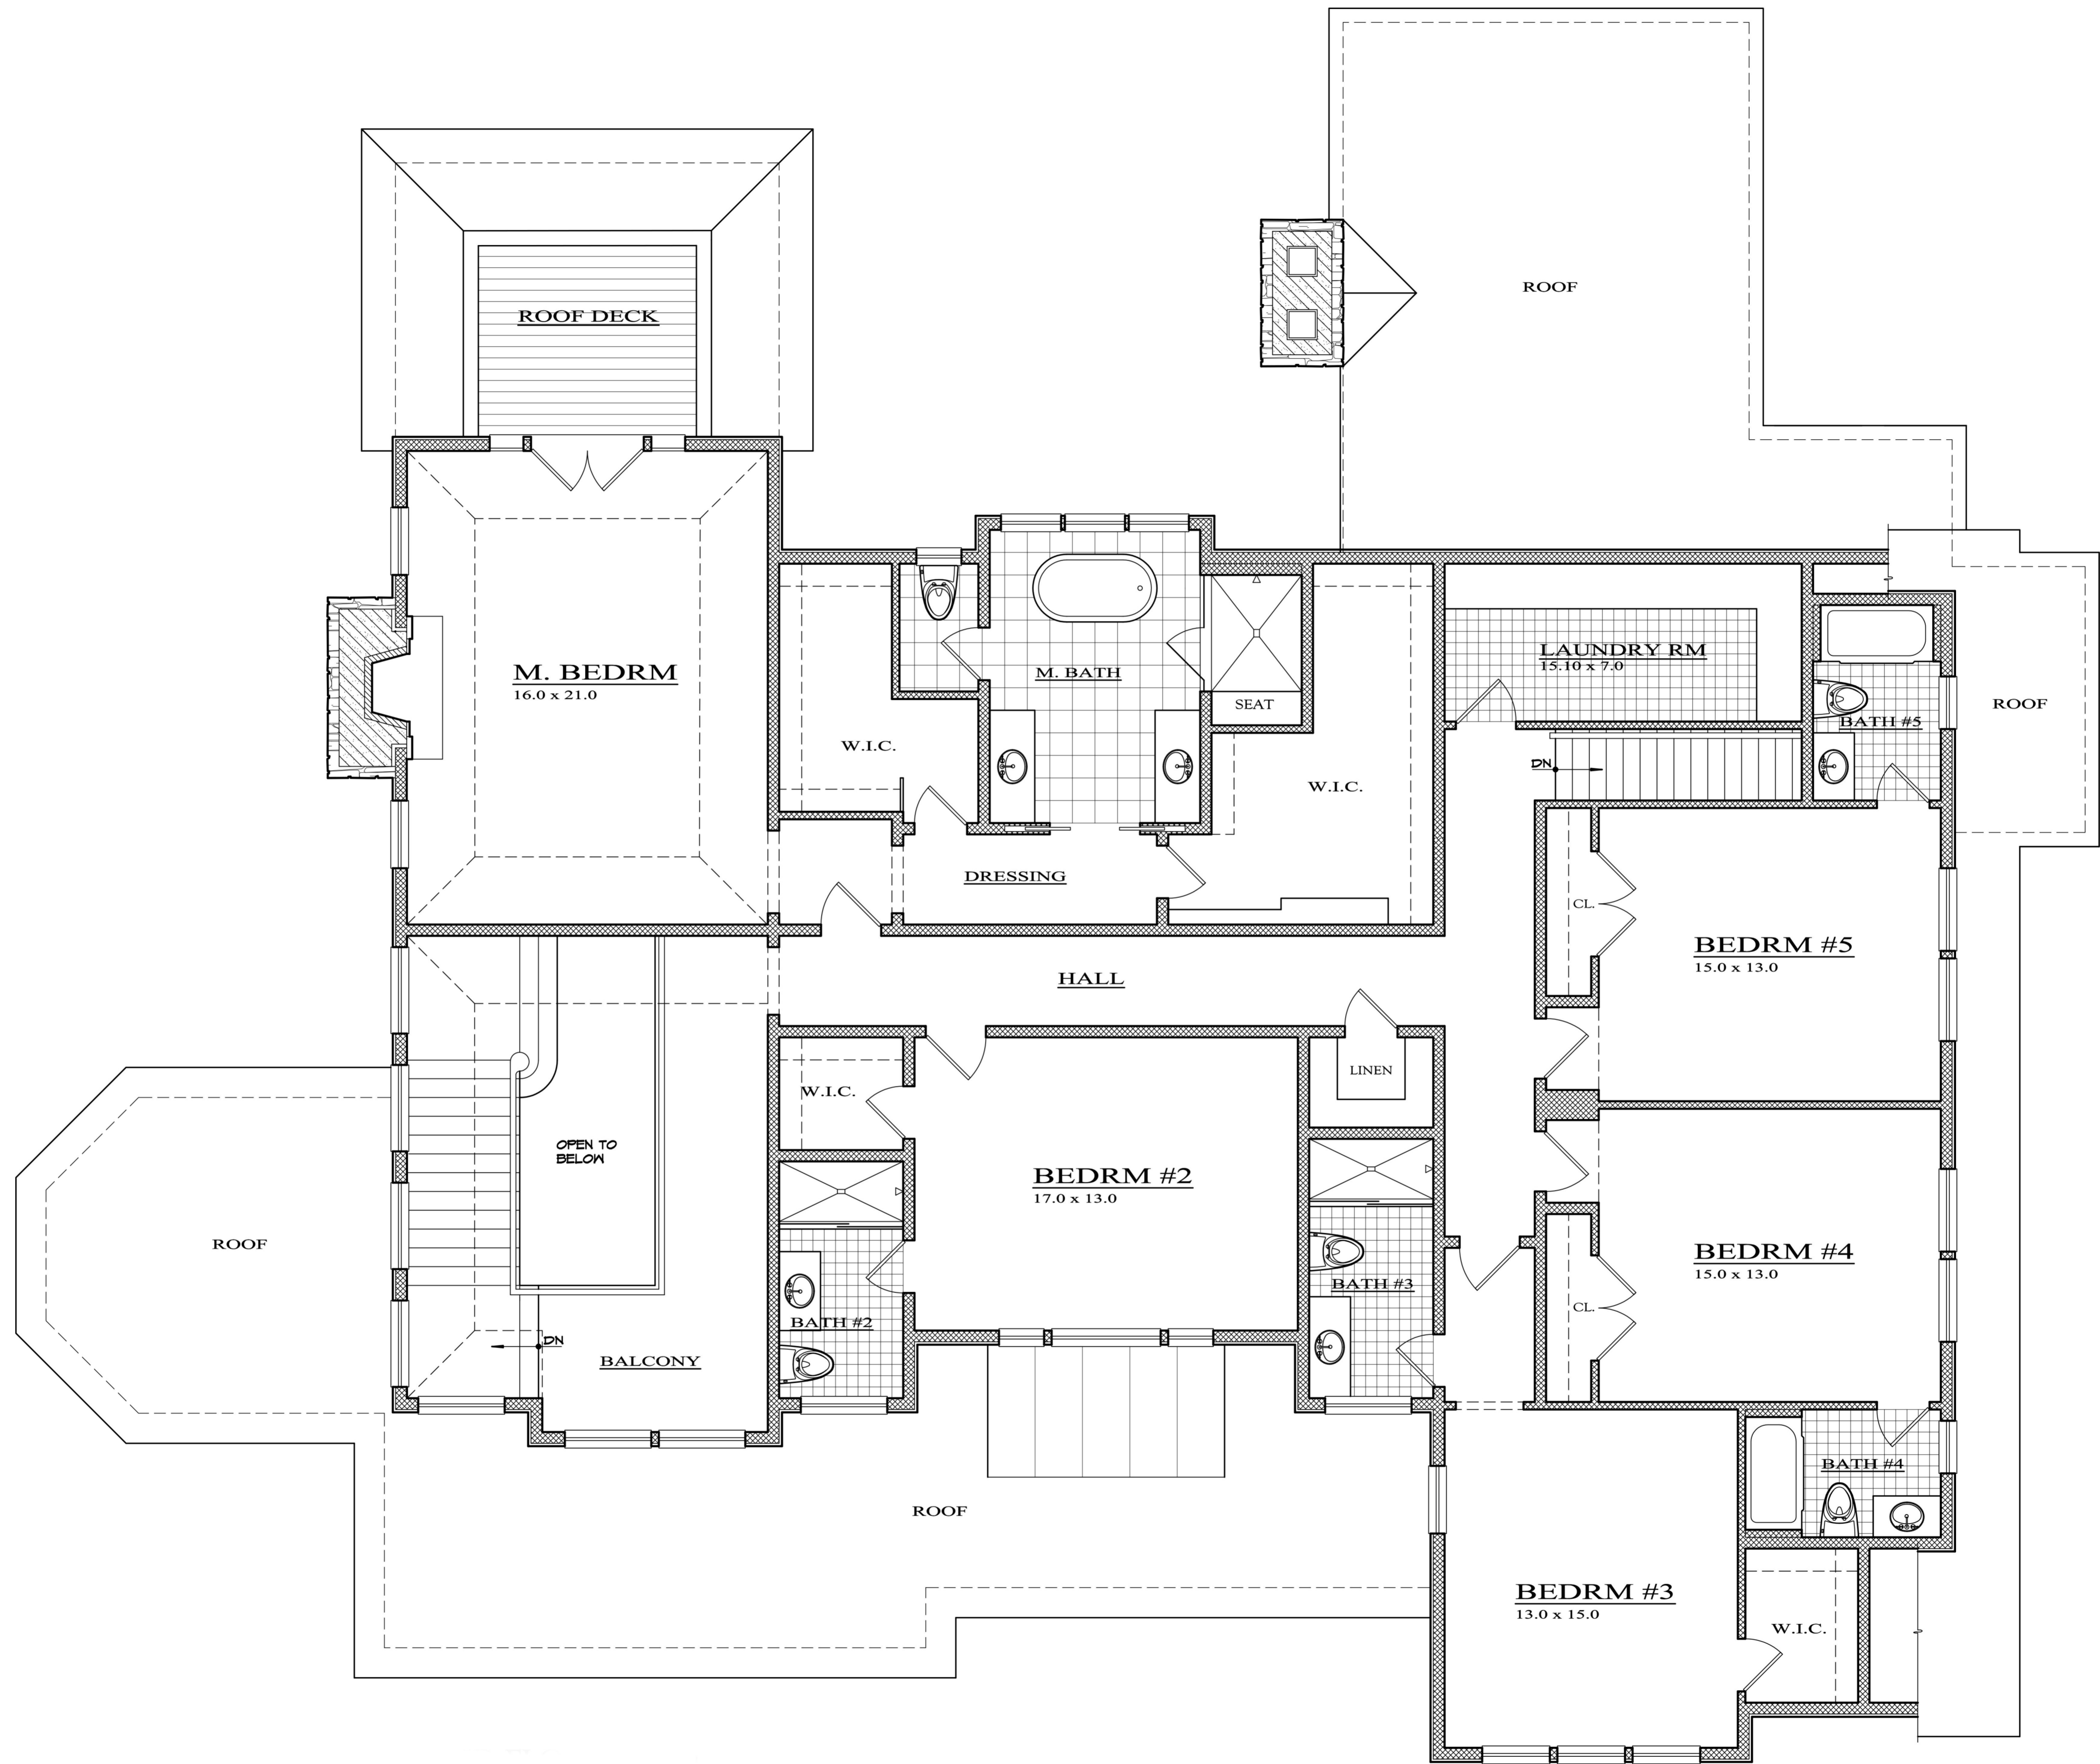 ROOF
ROOF DECK
M. BEDRM
16.0 x 21.0
M. BATH
SEAT
LAUNDRY RM
15.10 x 7.0
ROOF
BATH #5
W.I.C.
W.I.C.
DN
DRESSING
CL.
BEDRM #5
15.0 x 13.0
HALL
LINEN
W.I.C.
OPEN TO
BELOW
BEDRM #2
17.0 x 13.0
ROOF
BEDRM #4
15.0 x 13.0
BATH #3
CL.
BATH #2
DN
BALCONY
BATH #4
ROOF
BEDRM #3
13.0 x 15.0
W.I.C.